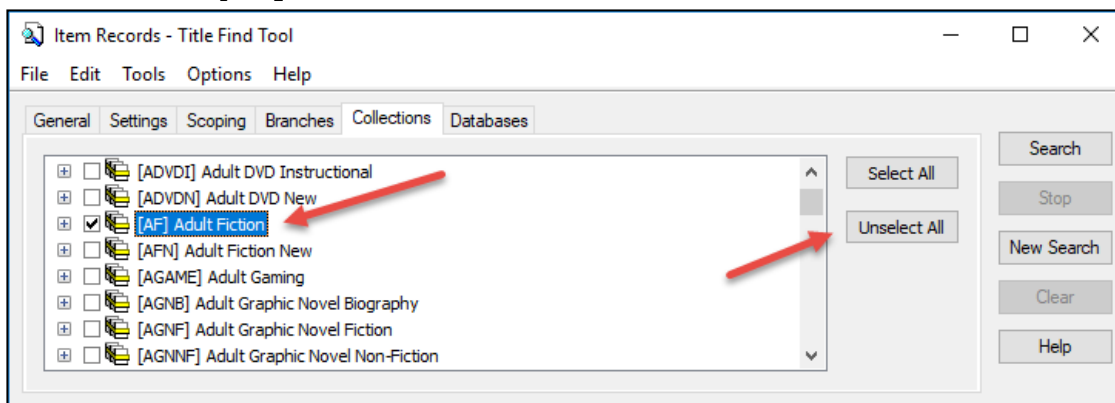 Item Records - Title Find Tool
File Edit Tools Options Help
General Settings Scoping Branches Collections Databases
[ADVDI] Adult DVD Instructional
[ADVDN] Adult DVD New
[AF] Adult Fiction
[AFN] Adult Fiction New
[AGAME] Adult Gaming
[AGNB] Adult Graphic Novel Biography
[AGNF] Adult Graphic Novel Fiction
[AGNNF] Adult Graphic Novel Non-Fiction
Select All
Unselect All
Search
Stop
New Search
Clear
Help